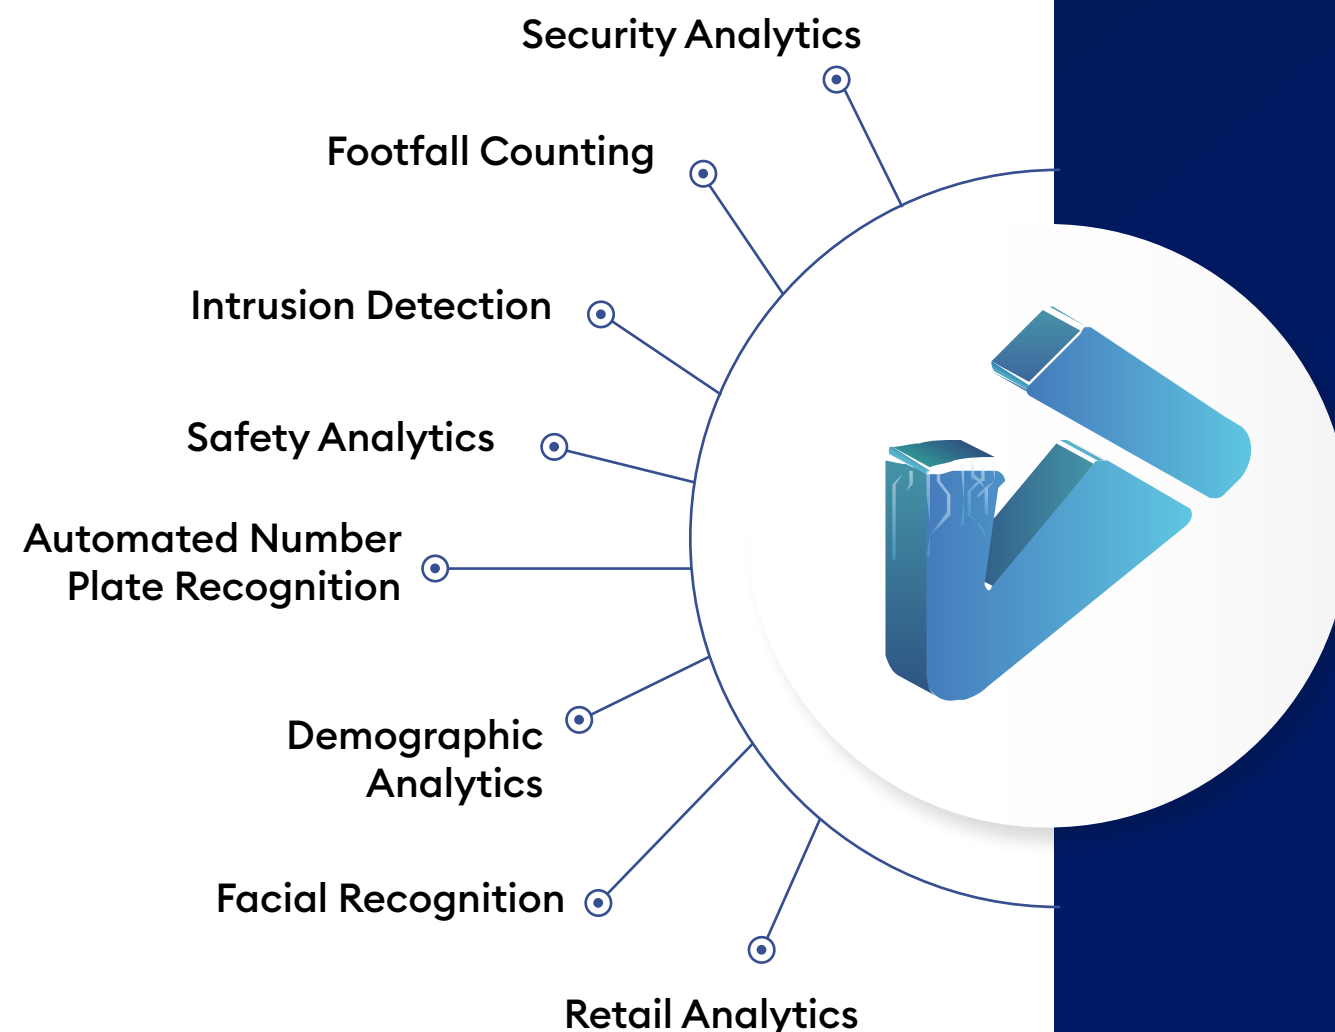 Security Analytics
Footfall Counting
Intrusion Detection
Safety Analytics
Automated Number
Plate Recognition
Demographic
Analytics
Facial Recognition
Retail Analytics